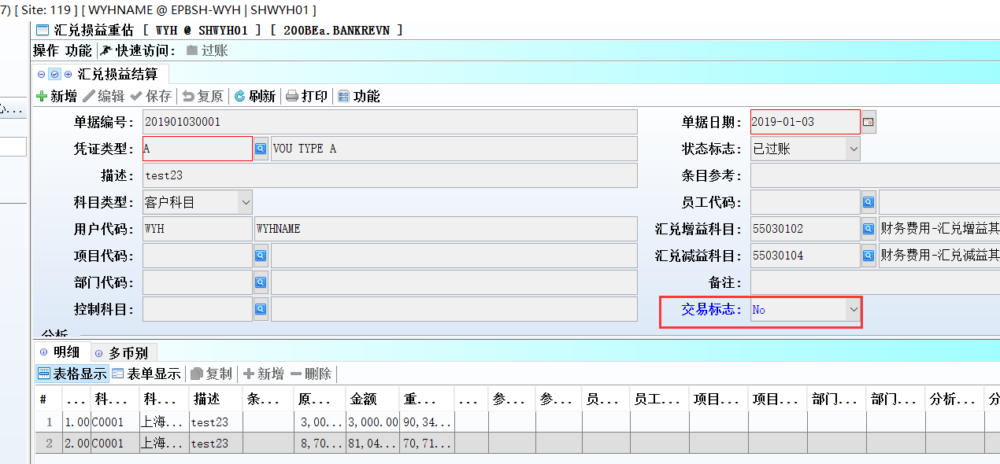 7) [ Site: 119 ] [ WYHNAME @ EPBSH-WYH | SHWYH01 ]
汇兑损益重估 [ WYH @ SHWYH01 ] [ 200BEa.BANKREVN ]
操作 功能 快速访问: 过账
汇兑损益结算
新增 编辑 保存 复原 刷新 打印 功能
心...
单据编号: 201901030001 单据日期: 2019-01-03
凭证类型: A VOU TYPE A 状态标志: 已过账
描述: test23 条目参考:
科目类型: 客户科目 员工代码:
用户代码: WYH WYHNAME 汇兑增益科目: 55030102 财务费用-汇兑增益其
项目代码: 汇兑减益科目: 55030104 财务费用-汇兑减益其
部门代码: 备注:
控制科目: 交易标志: No
分析
明细 多币别
表格显示 表单显示 复制 新增 删除
# ... 科... 科... 描述 条... 原... 金额 重... ... 参... 参... 员... 员工... 项目... 项目... 部门... 部门... 分析... 分
1 1.00 C0001 上海... test23 3,00... 3,000.00 90,34...
2 2.00 C0001 上海... test23 8,70... 81,04... 70,71...